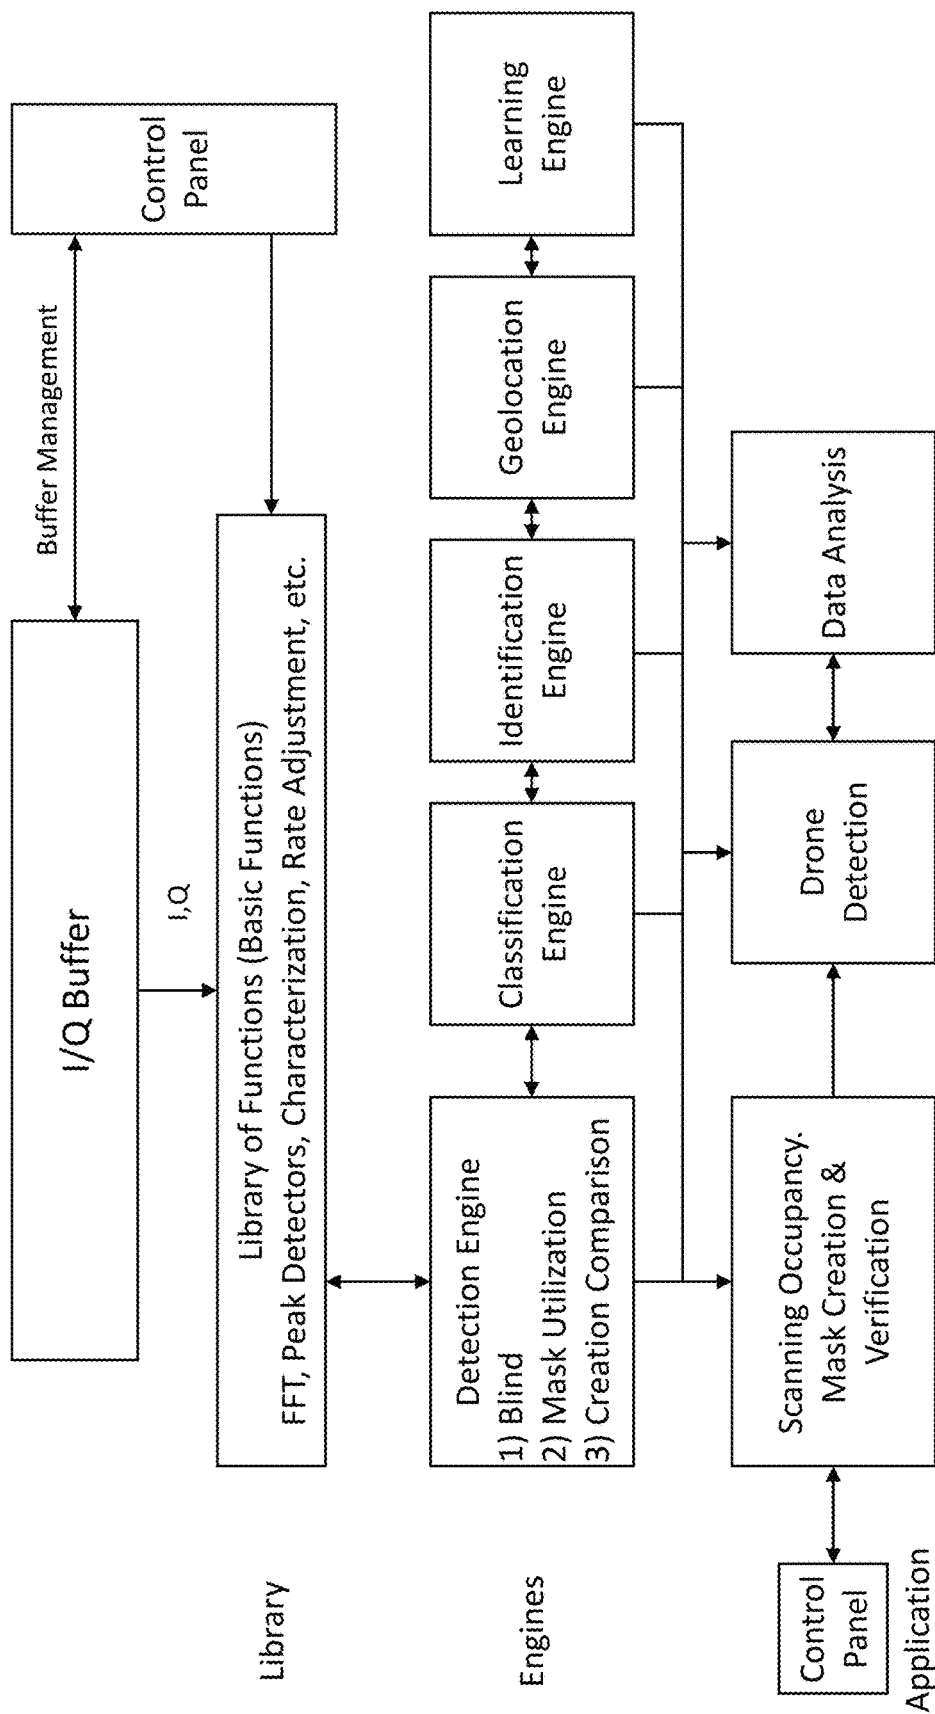 I/Q Buffer
Buffer Management
Control
Panel
I,Q
Library
Library of Functions (Basic Functions)
FFT, Peak Detectors, Characterization, Rate Adjustment, etc.
Engines
Detection Engine
1) Blind
2) Mask Utilization
3) Creation Comparison
Classification
Engine
Identification
Engine
Geolocation
Engine
Learning
Engine
Control
Panel
Application
Scanning Occupancy.
Mask Creation &
Verification
Drone
Detection
Data Analysis